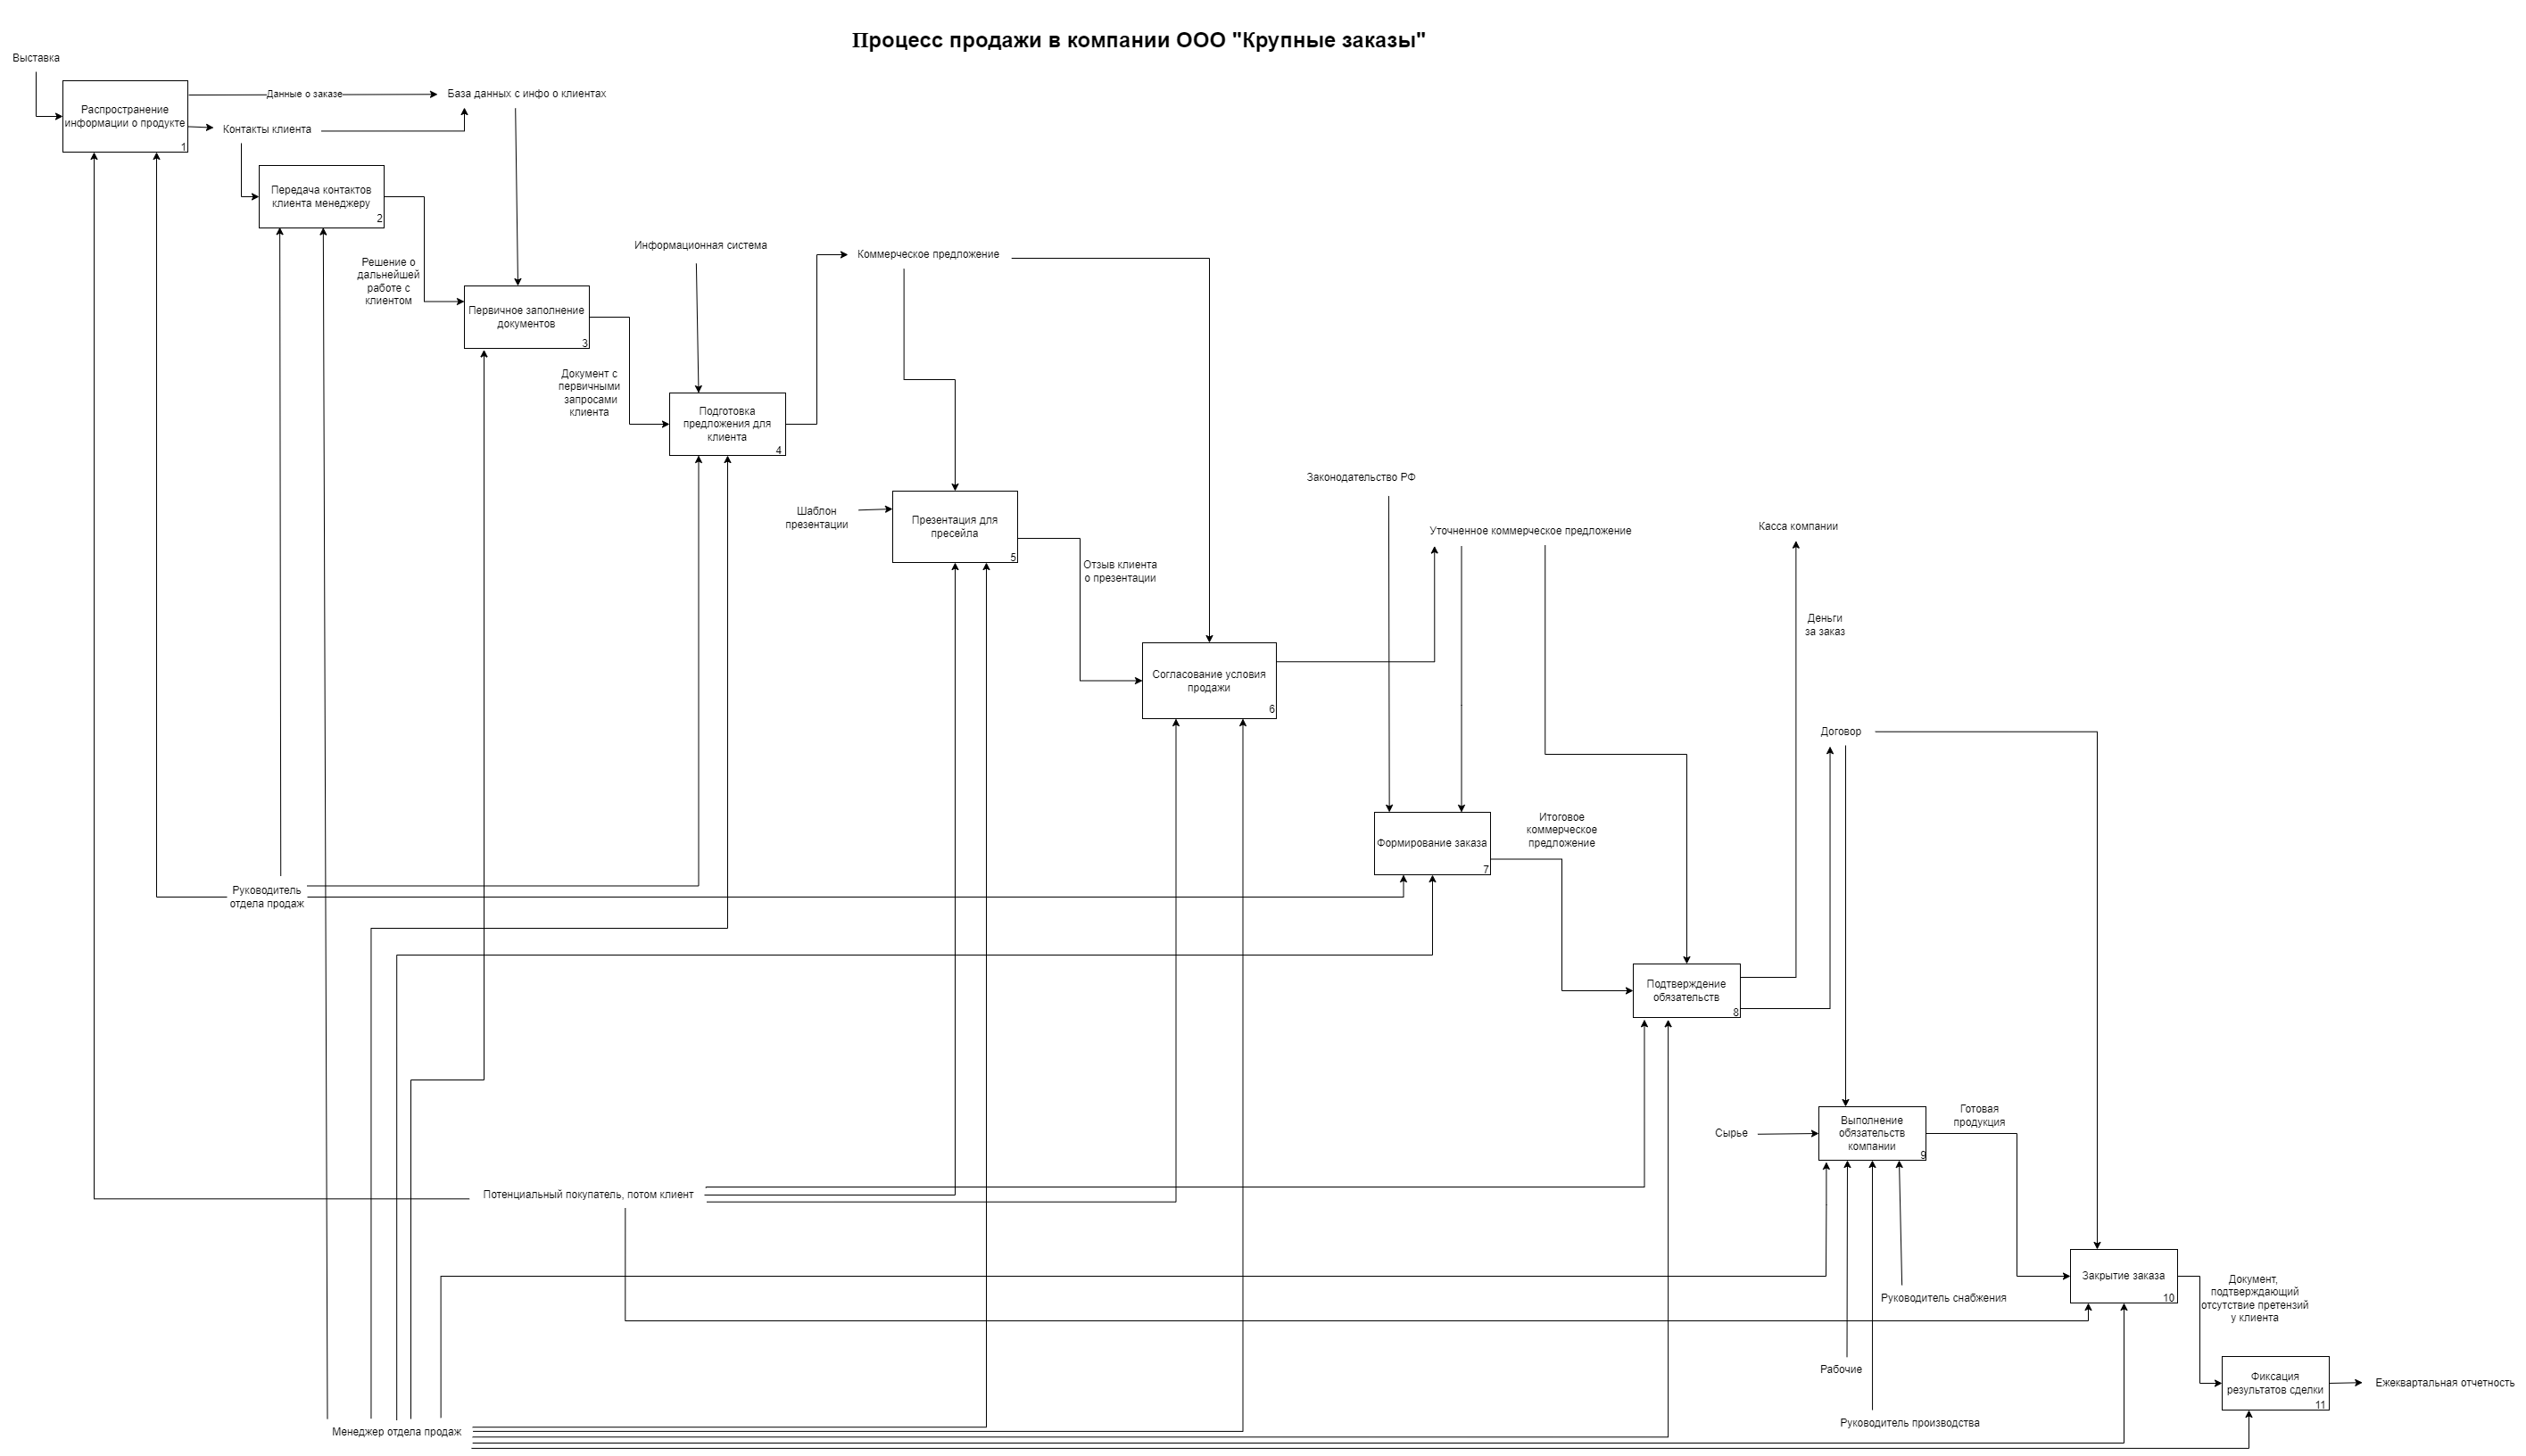 Процесс продажи в компании ООО "Крупные заказы"
Выставка
Распространение
информации о продукте
1
Данные о заказе
База данных с инфо о клиентах
Контакты клиента
Передача контактов
клиента менеджеру
2
Решение о
дальнейшей
работе с
клиентом
Первичное заполнение
документов
3
Информационная система
Документ с
первичными
запросами
клиента
Подготовка
предложения для
клиента
4
Коммерческое предложение
Шаблон
презентации
Презентация для
пресейла
5
Отзыв клиента
о презентации
Согласование условия
продажи
6
Законодательство РФ
Уточненное коммерческое предложение
Касса компании
Деньги
за заказ
Договор
Формирование заказа
7
Итоговое
коммерческое
предложение
Руководитель
отдела продаж
Подтверждение
обязательств
8
Сырье
Выполнение
обязательств
компании
9
Готовая
продукция
Потенциальный покупатель, потом клиент
Закрытие заказа
10
Документ,
подтверждающий
отсутствие претензий
у клиента
Руководитель снабжения
Рабочие
Руководитель производства
Фиксация
результатов сделки
11
Ежеквартальная отчетность
Менеджер отдела продаж